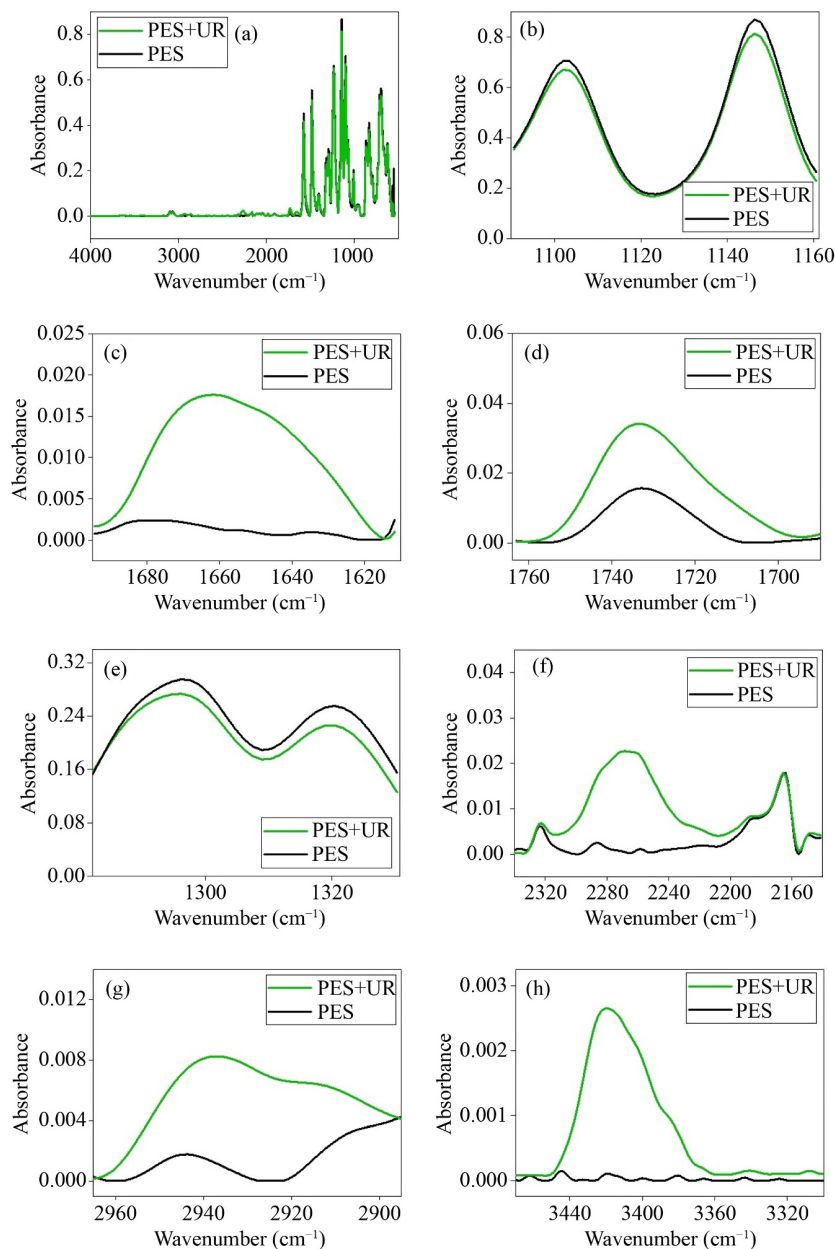 (a)
PES+UR
PES
Absorbance
0.8
0.6
0.4
0.2
0.0
4000 3000 2000 1000
Wavenumber (cm⁻¹)
(b)
PES+UR
PES
Absorbance
0.8
0.6
0.4
0.2
0.0
1100 1120 1140 1160
Wavenumber (cm⁻¹)
(c)
PES+UR
PES
Absorbance
0.025
0.020
0.015
0.010
0.005
0.000
1680 1660 1640 1620
Wavenumber (cm⁻¹)
(d)
PES+UR
PES
Absorbance
0.06
0.04
0.02
0.00
1760 1740 1720 1700
Wavenumber (cm⁻¹)
(e)
PES+UR
PES
Absorbance
0.32
0.24
0.16
0.08
0.00
1300 1320
Wavenumber (cm⁻¹)
(f)
PES+UR
PES
Absorbance
0.04
0.03
0.02
0.01
0.00
2320 2280 2240 2200 2160
Wavenumber (cm⁻¹)
(g)
PES+UR
PES
Absorbance
0.012
0.008
0.004
0.000
2960 2940 2920 2900
Wavenumber (cm⁻¹)
(h)
PES+UR
PES
Absorbance
0.003
0.002
0.001
0.000
3440 3400 3360 3320
Wavenumber (cm⁻¹)